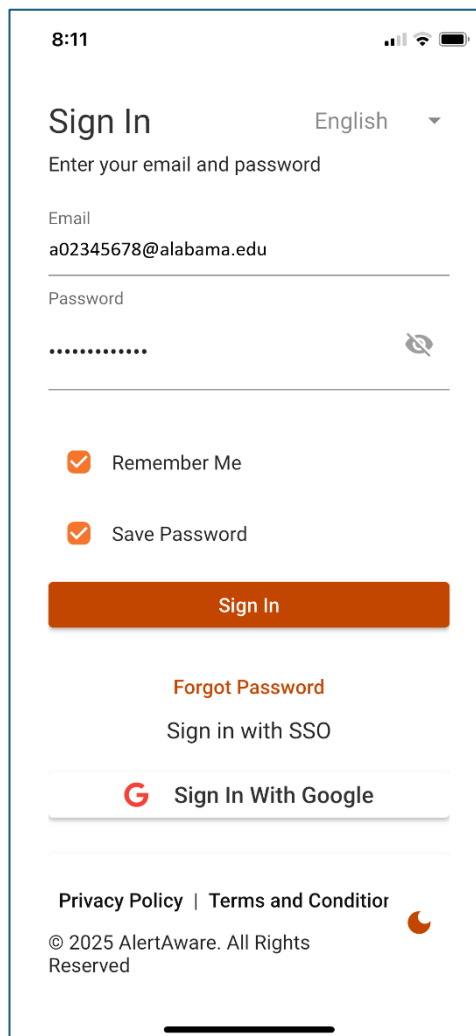 8:11
Sign In
English
Enter your email and password
Email
a02345678@alabama.edu
Password
•••••••••••••
Remember Me
Save Password
Sign In
Forgot Password
Sign in with SSO
G Sign In With Google
Privacy Policy | Terms and Condition
© 2025 AlertAware. All Rights
Reserved